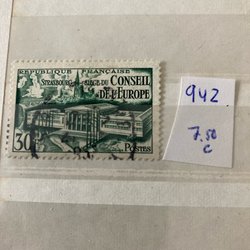 REPUBLIQUE FRANÇAISE
STRASBOURG SIEGE DU CONSEIL
DE L'EUROPE
30F
POSTES
942
7.50
C